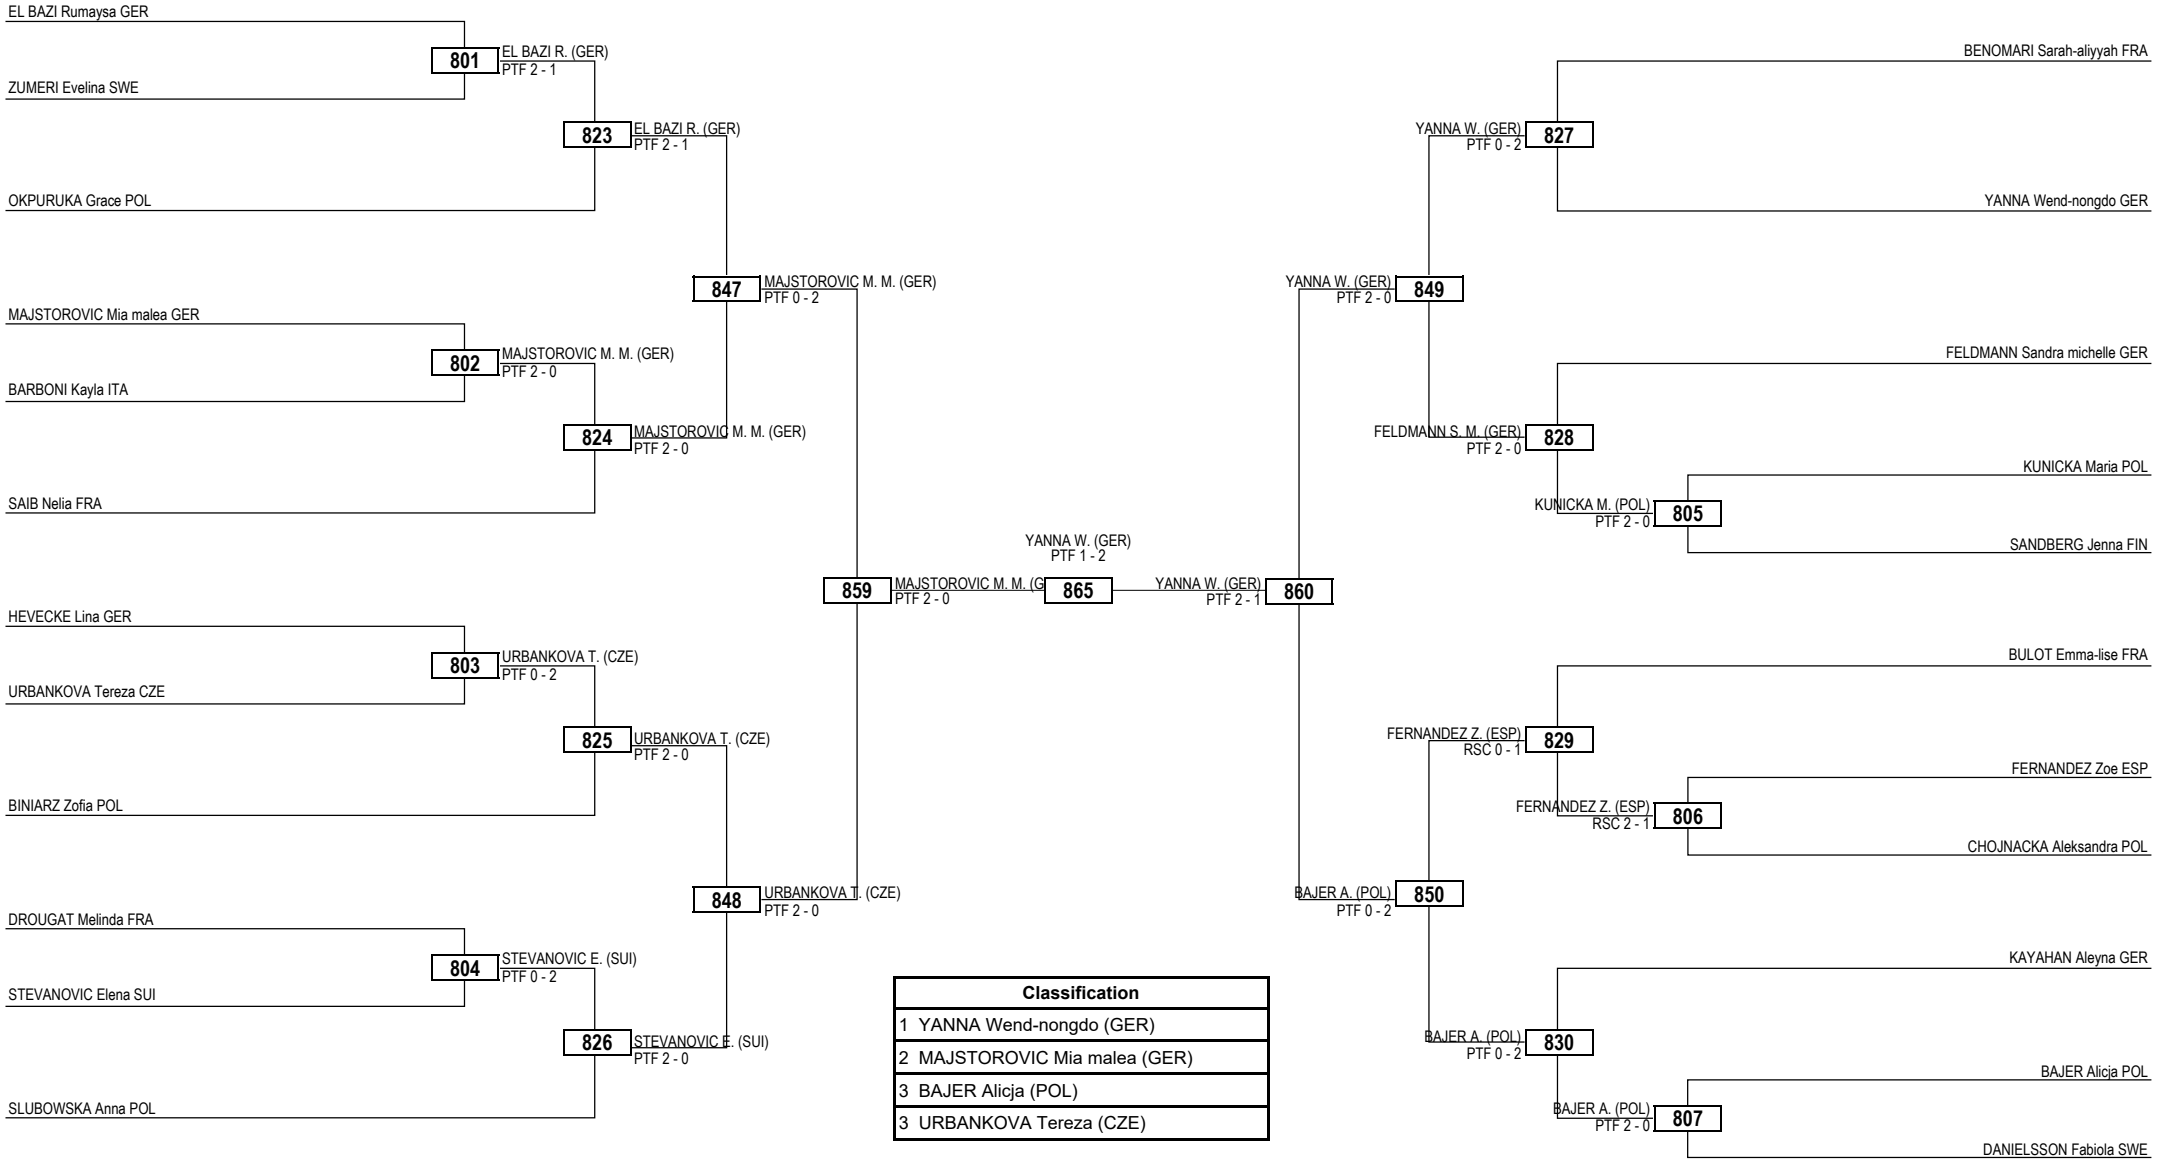 EL BAZI Rumaysa GER
801
EL BAZI R. (GER)
PTF 2 - 1
ZUMERI Evelina SWE
823
EL BAZI R. (GER)
PTF 2 - 1
OKPURUKA Grace POL
847
MAJSTOROVIC M. M. (GER)
PTF 0 - 2
MAJSTOROVIC Mia malea GER
802
MAJSTOROVIC M. M. (GER)
PTF 2 - 0
BARBONI Kayla ITA
824
MAJSTOROVIC M. M. (GER)
PTF 2 - 0
SAIB Nelia FRA
859
MAJSTOROVIC M. M. (G
PTF 2 - 0
HEVECKE Lina GER
803
URBANKOVA T. (CZE)
PTF 0 - 2
URBANKOVA Tereza CZE
825
URBANKOVA T. (CZE)
PTF 2 - 0
BINIARZ Zofia POL
848
URBANKOVA T. (CZE)
PTF 2 - 0
DROUGAT Melinda FRA
804
STEVANOVIC E. (SUI)
PTF 0 - 2
STEVANOVIC Elena SUI
826
STEVANOVIC E. (SUI)
PTF 2 - 0
SLUBOWSKA Anna POL
YANNA W. (GER)
PTF 1 - 2
865
BENOMARI Sarah-aliyyah FRA
YANNA W. (GER)
PTF 0 - 2
827
YANNA Wend-nongdo GER
YANNA W. (GER)
PTF 2 - 0
849
FELDMANN Sandra michelle GER
FELDMANN S. M. (GER)
PTF 2 - 0
828
KUNICKA Maria POL
KUNICKA M. (POL)
PTF 2 - 0
805
SANDBERG Jenna FIN
YANNA W. (GER)
PTF 2 - 1
860
BULOT Emma-lise FRA
FERNANDEZ Z. (ESP)
RSC 0 - 1
829
FERNANDEZ Zoe ESP
FERNANDEZ Z. (ESP)
RSC 2 - 1
806
CHOJNACKA Aleksandra POL
BAJER A. (POL)
PTF 0 - 2
850
KAYAHAN Aleyna GER
BAJER A. (POL)
PTF 0 - 2
830
BAJER Alicja POL
BAJER A. (POL)
PTF 2 - 0
807
DANIELSSON Fabiola SWE
Classification
1 YANNA Wend-nongdo (GER)
2 MAJSTOROVIC Mia malea (GER)
3 BAJER Alicja (POL)
3 URBANKOVA Tereza (CZE)